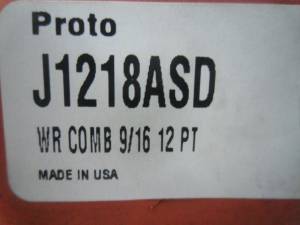 Proto
J1218ASD
WR COMB 9/16 12 PT
MADE IN USA